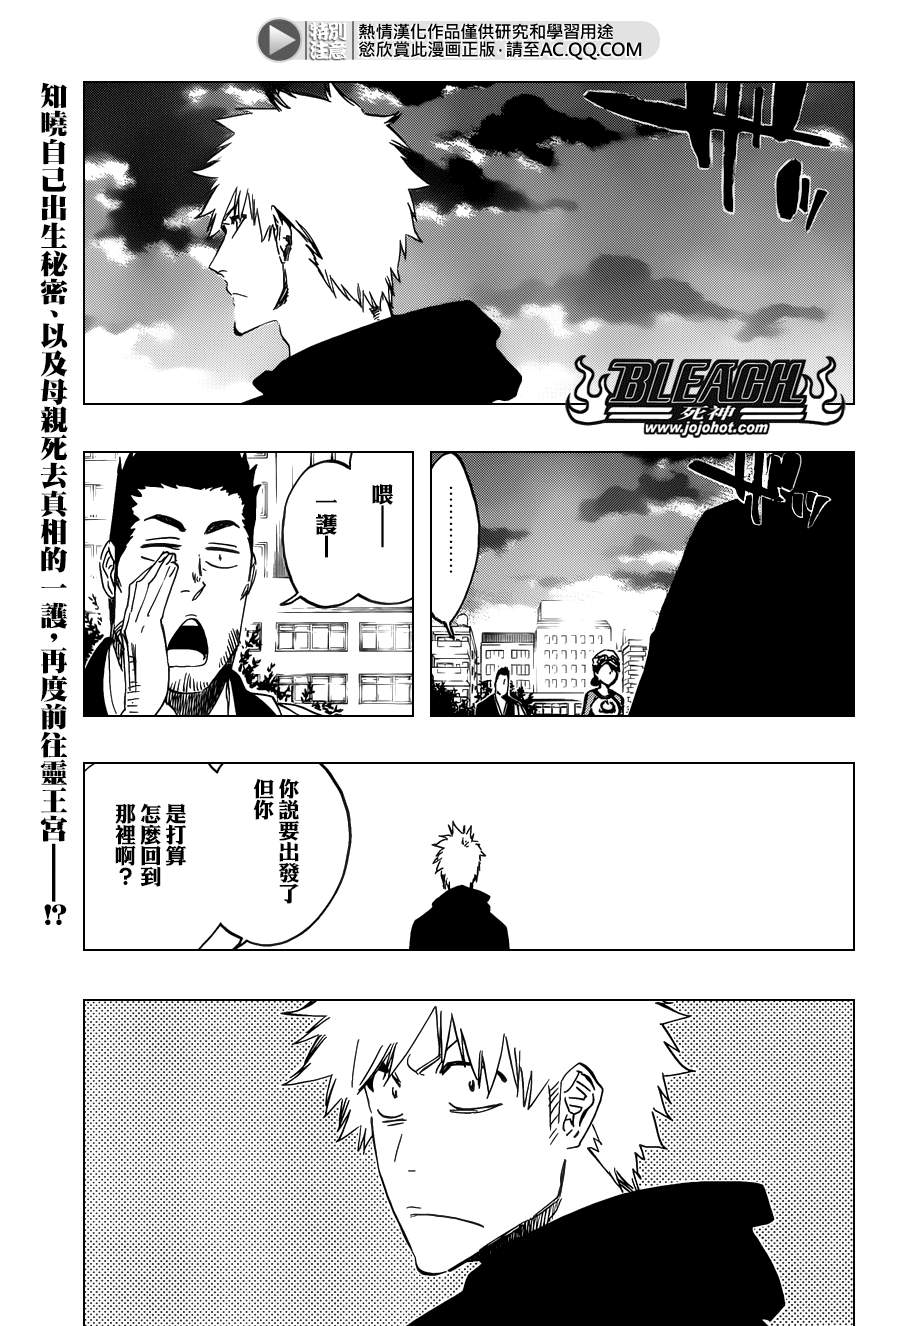 特別
注意
熱情漢化作品僅供研究和學習用途
慾欣賞此漫画正版，請至AC.QQ.COM
知曉自己出生秘密、以及母親死去真相的一護，再度前往靈王宮——!?
BLEACH
死神
www.jojohot.com
………
喂——
一護—
你説要出發了
但你
是打算
怎麼回到
那裡啊？